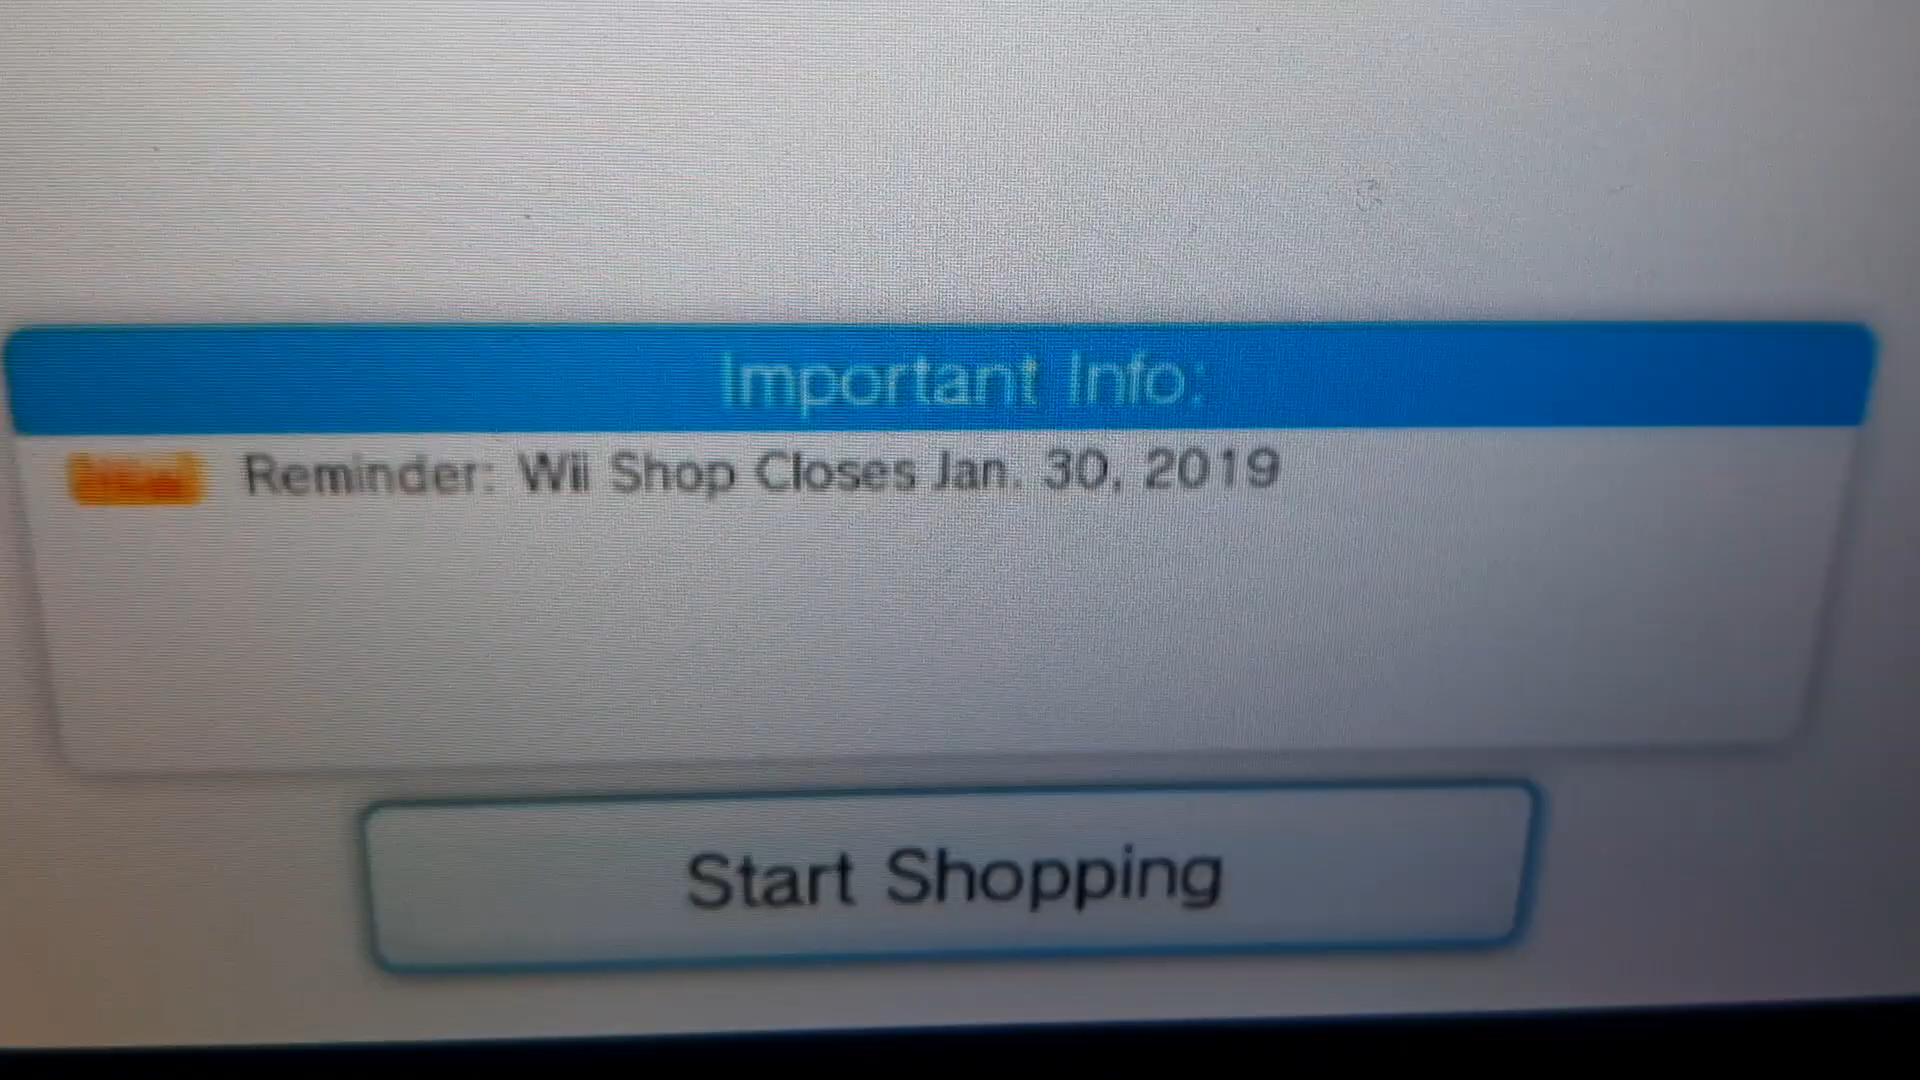 Important Info:
Reminder: Wii Shop Closes Jan. 30, 2019
Start Shopping